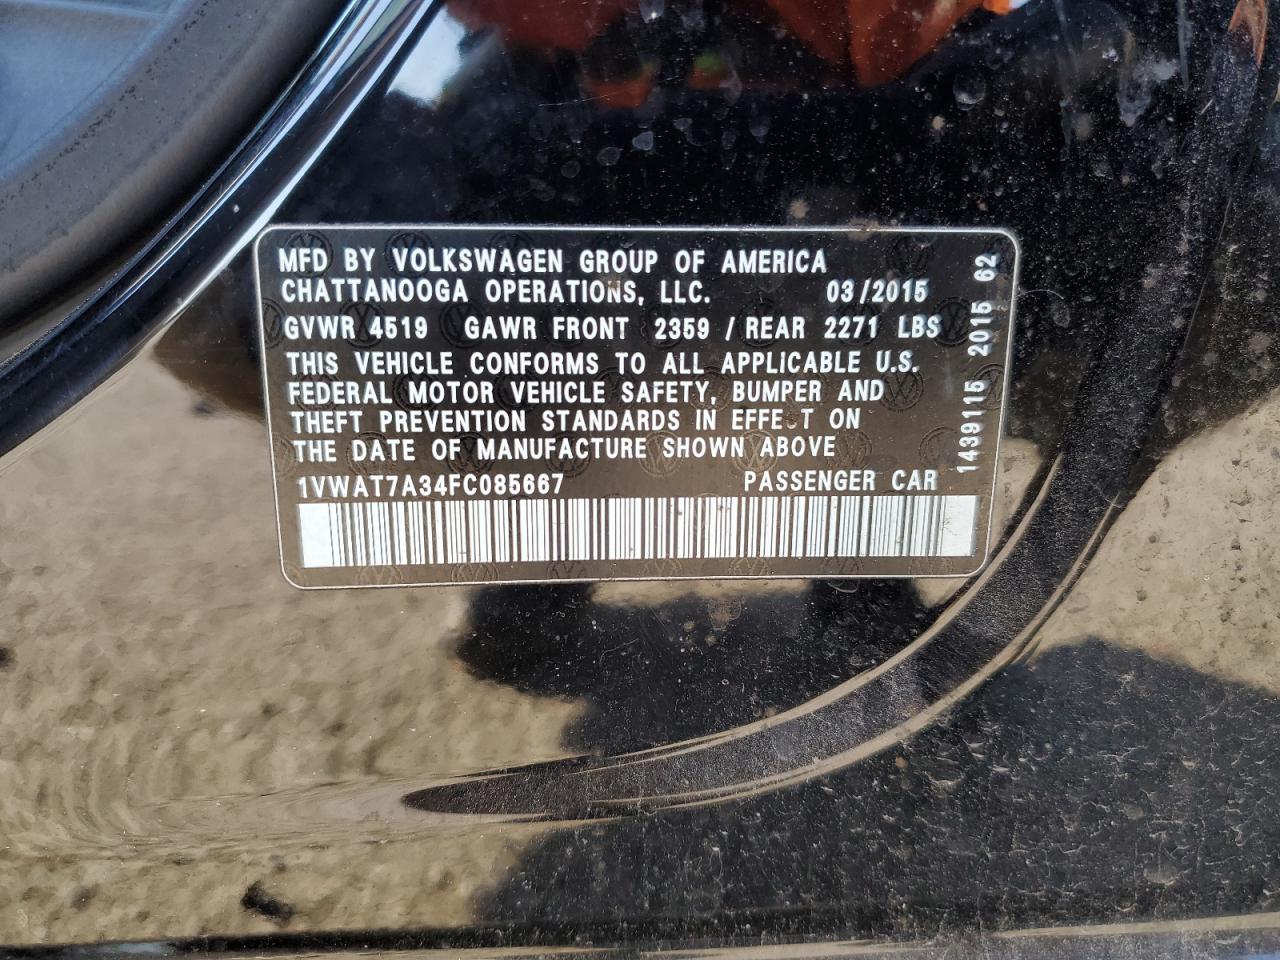 MFD BY VOLKSWAGEN GROUP OF AMERICA
CHATTANOOGA OPERATIONS, LLC. 03/2015
GVWR 4519 GAWR FRONT 2359 / REAR 2271 LBS
THIS VEHICLE CONFORMS TO ALL APPLICABLE U.S.
FEDERAL MOTOR VEHICLE SAFETY, BUMPER AND
THEFT PREVENTION STANDARDS IN EFFECT ON
THE DATE OF MANUFACTURE SHOWN ABOVE
1VWAT7A34FC085667 PASSENGER CAR
1439115 2015 62